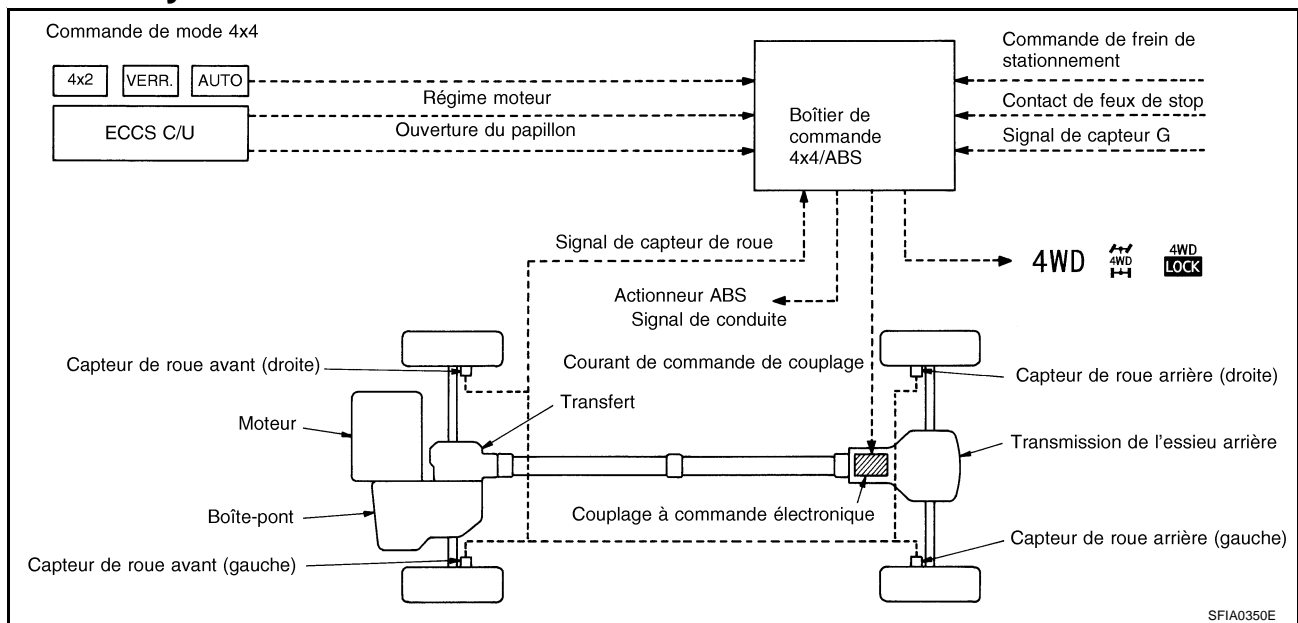 Commande de mode 4x4
4x2 VERR. AUTO
ECCS C/U
Régime moteur
Ouverture du papillon
Boîtier de
commande
4x4/ABS
Commande de frein de
stationnement
Contact de feux de stop
Signal de capteur G
Signal de capteur de roue
4WD
4WD
4WD
LOCK
Actionneur ABS
Signal de conduite
Courant de commande de couplage
Capteur de roue avant (droite)
Capteur de roue arrière (droite)
Transfert
Moteur
Transmission de l'essieu arrière
Boîte-pont
Couplage à commande électronique
Capteur de roue avant (gauche)
Capteur de roue arrière (gauche)
SFIA0350E